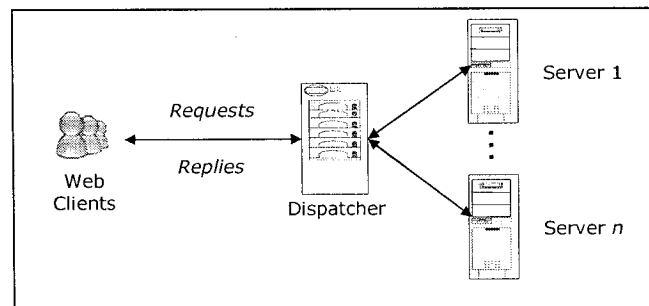 Requests
Replies
Web
Clients
Dispatcher
Server 1
Server n